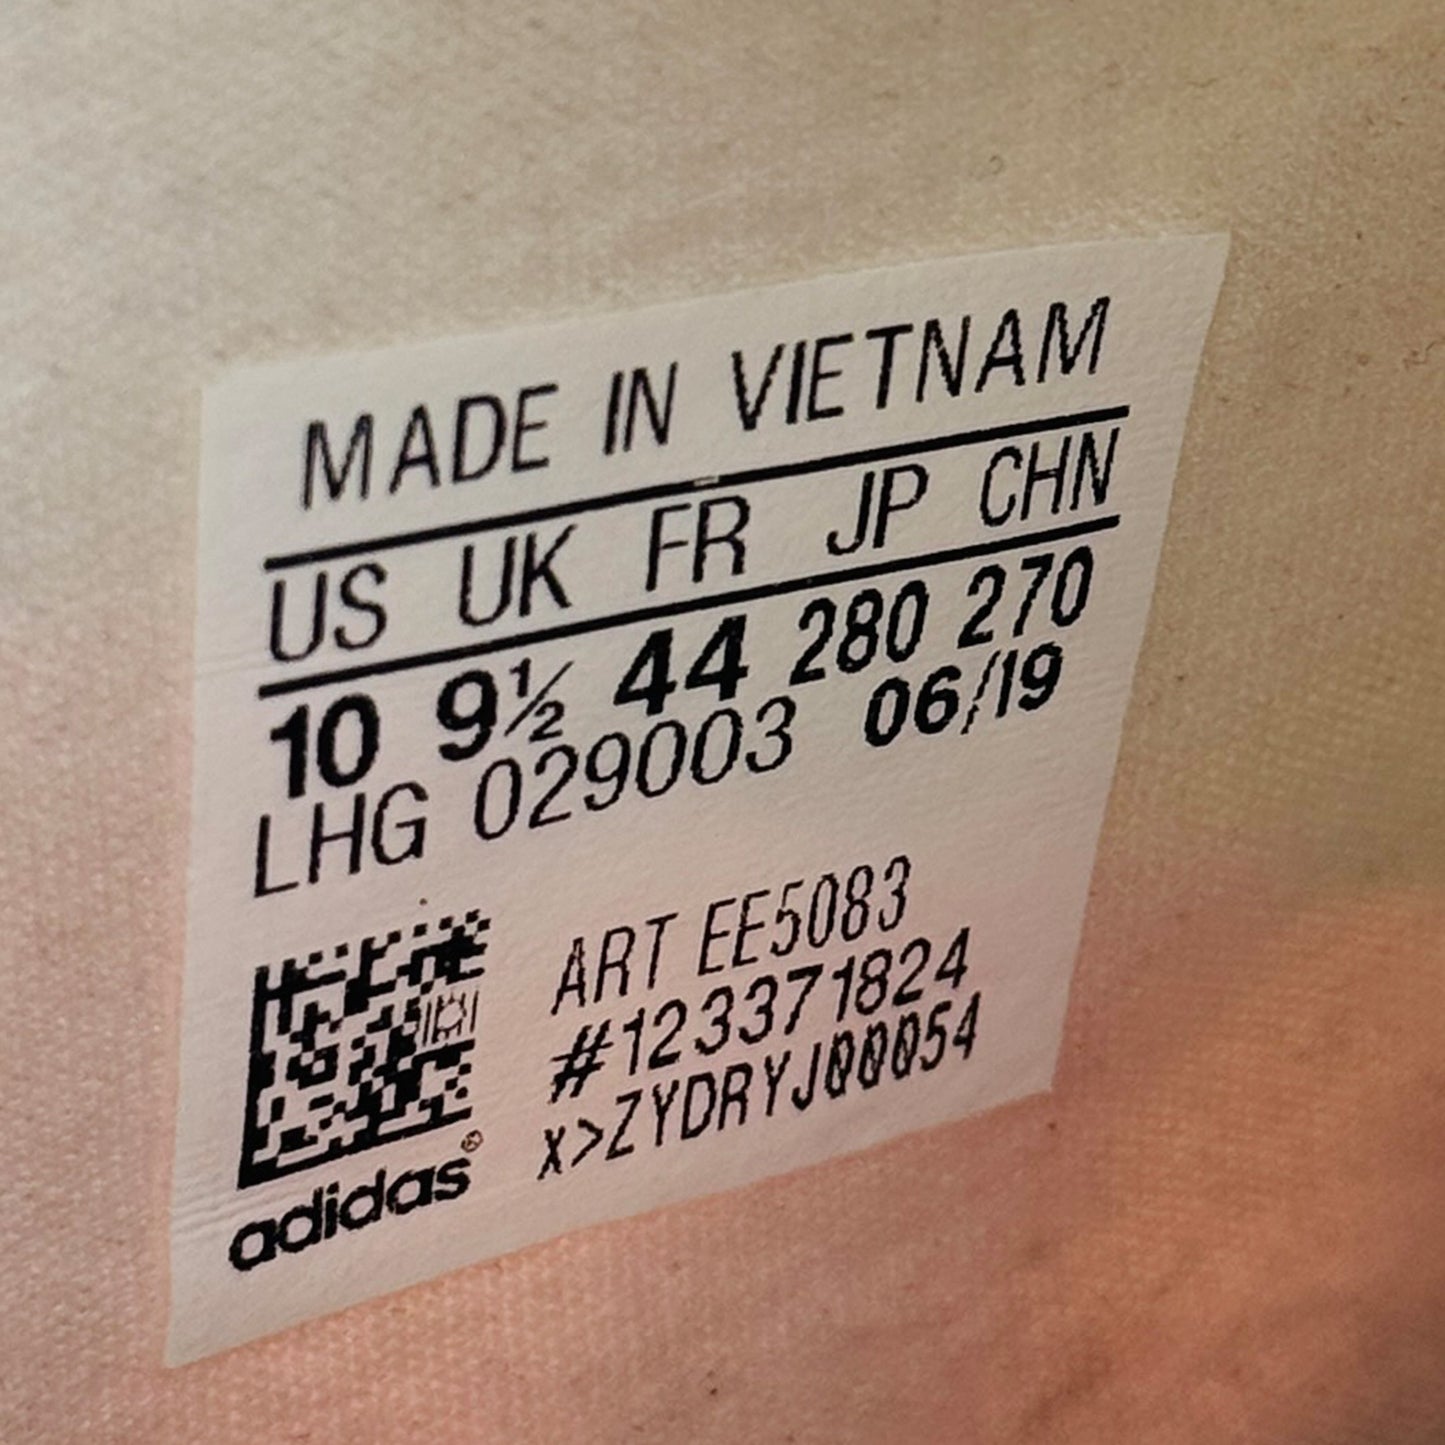 MADE IN VIETNAM
US UK FR JP CHN
10 9½ 44 280 270
LHG 029003 06/19
ART EE5083
#123371824
x>ZYDRYJ00054
adidas®